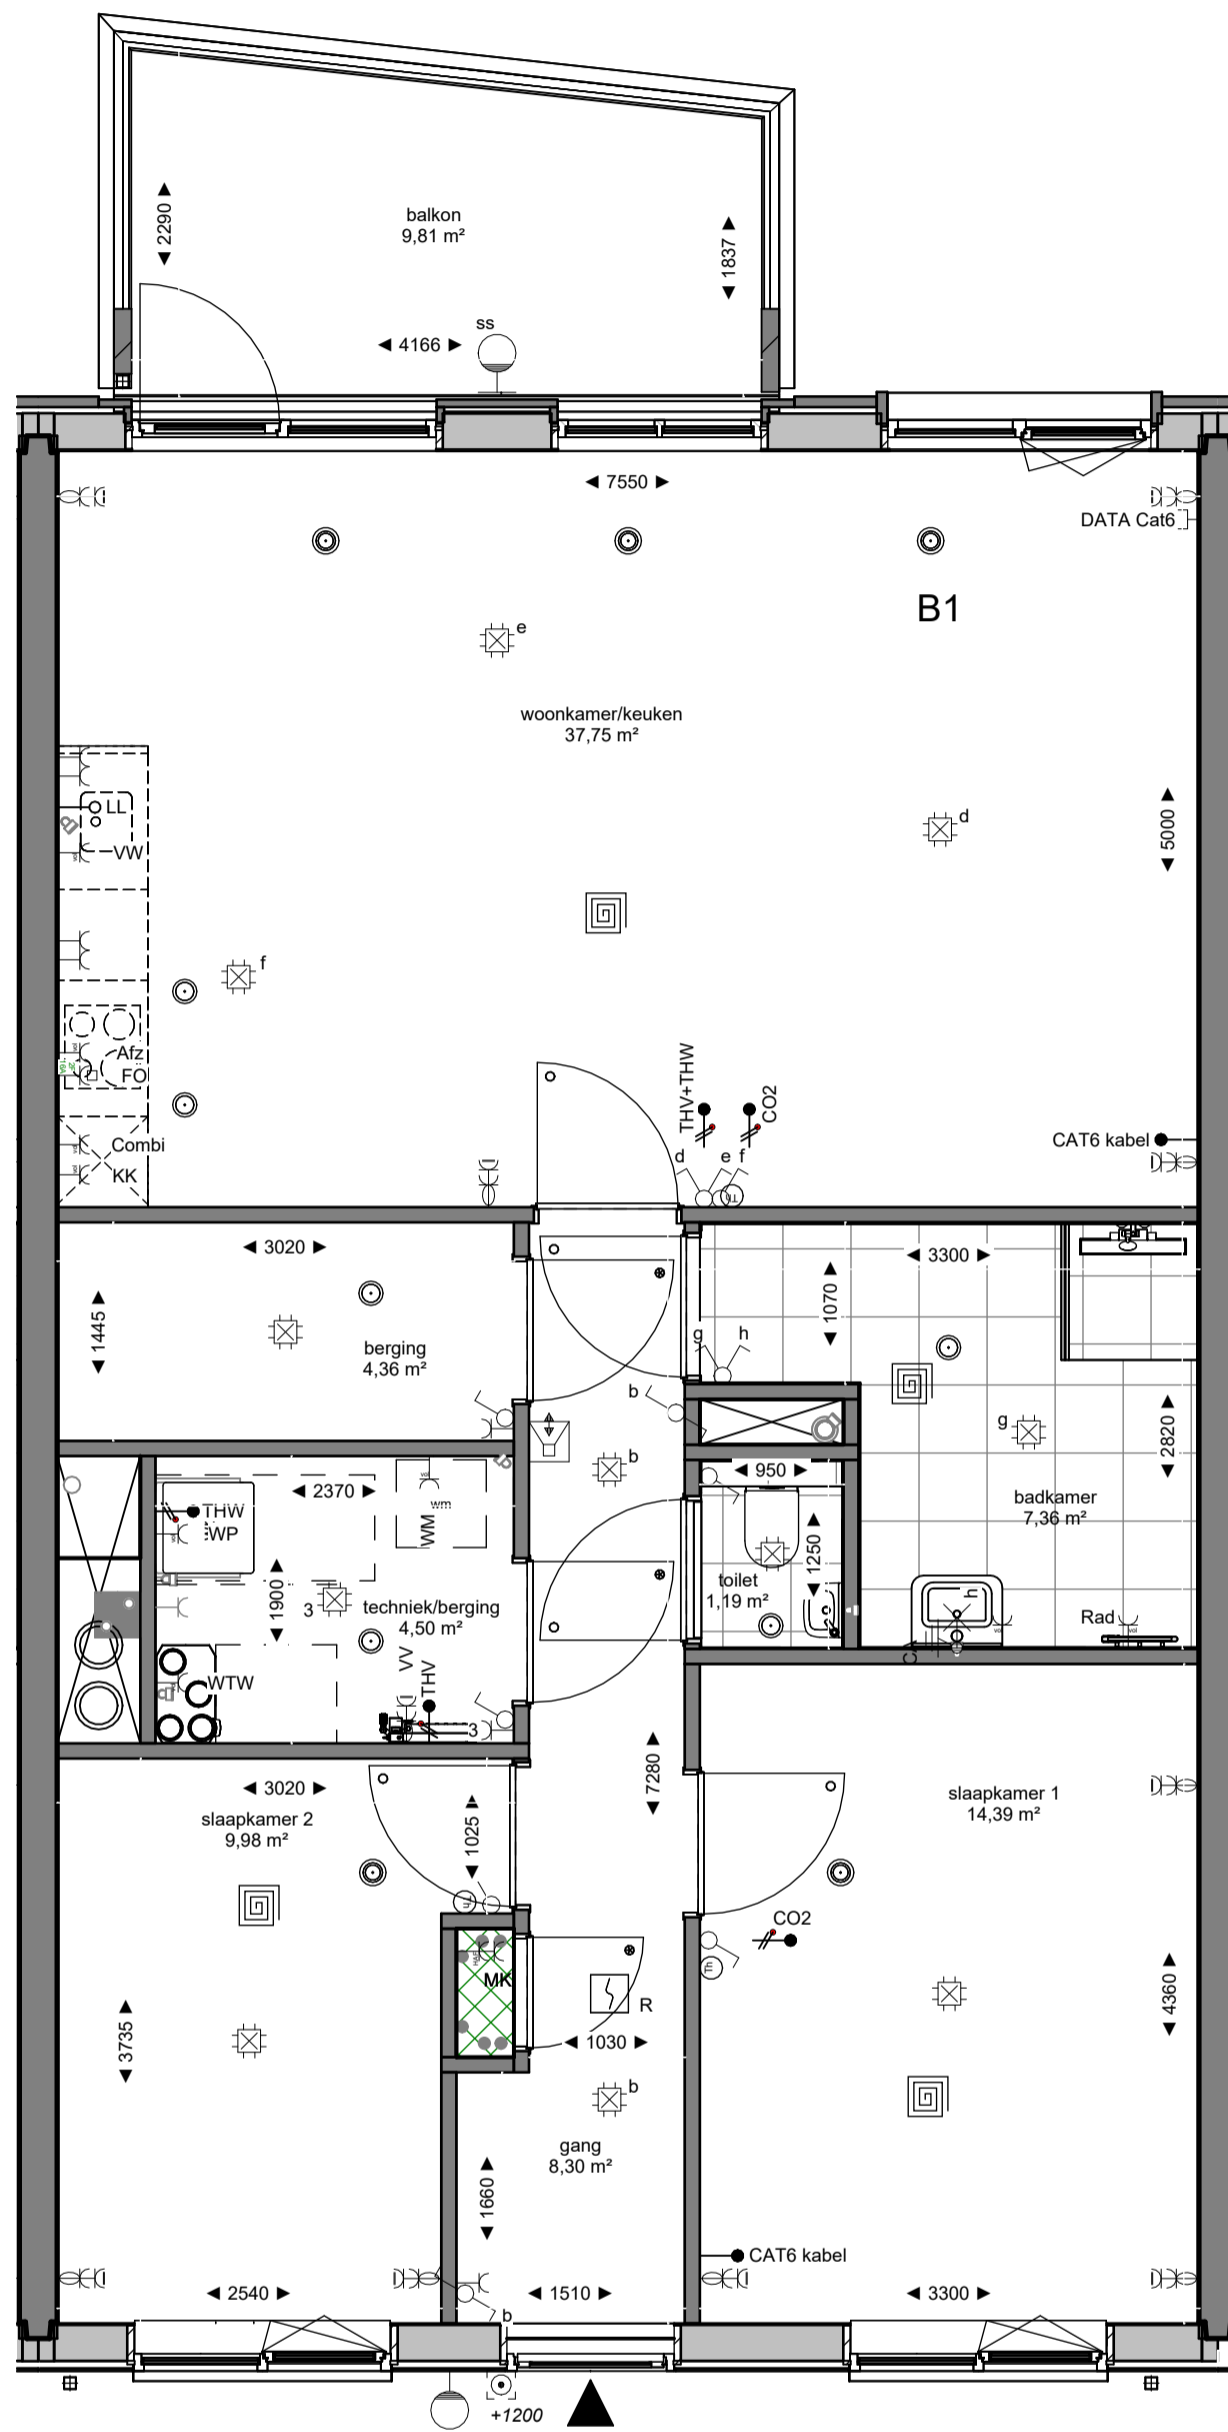 balkon
9,81 m²
2290
1837
ss
4166
7550
DATA Cat6
B1
e
woonkamer/keuken
37,75 m²
LL
VW
d
5000
f
Afz
FO
THV+THW
CO2
Combi
KK
CAT6 kabel
d
e f
3020
3300
1445
1070
berging
4,36 m²
g
h
b
2820
b
g
2370
950
wm
WM
THW
WP
badkamer
7,36 m²
1250
toilet
1,19 m²
h
1900
3
techniek/berging
4,50 m²
Rad
WTW
VV
THV
3
7280
3020
slaapkamer 2
9,98 m²
1025
slaapkamer 1
14,39 m²
CO2
Th
MK
R
1030
3735
4360
b
gang
8,30 m²
1660
CAT6 kabel
2540
1510
3300
b
+1200